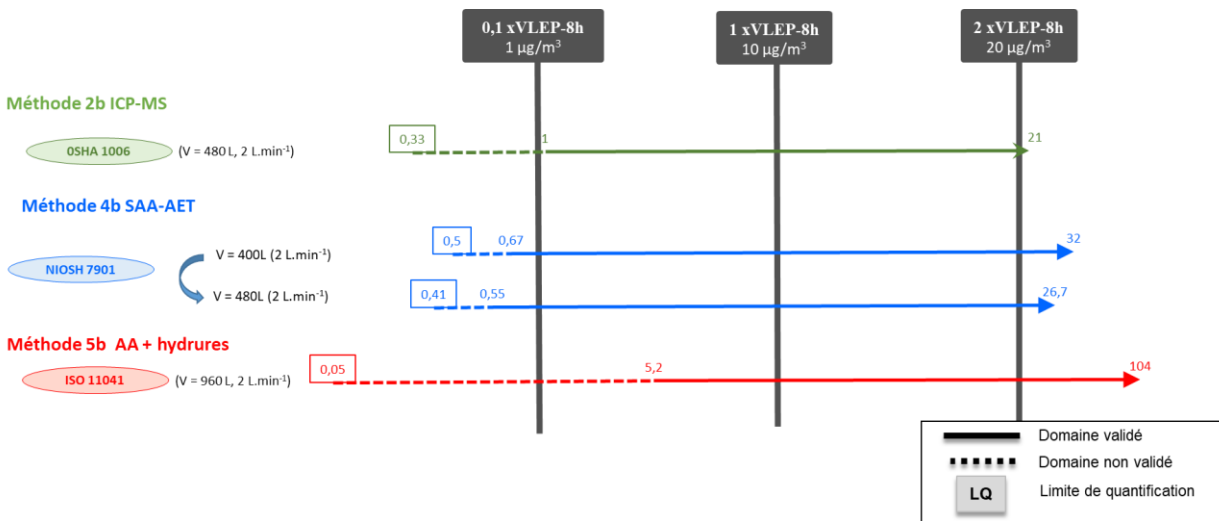 0,1 xVLEP-8h
1 µg/m³
1 xVLEP-8h
10 µg/m³
2 xVLEP-8h
20 µg/m³
Méthode 2b ICP-MS
0SHA 1006
(V = 480 L, 2 L.min⁻¹)
0,33
1
21
Méthode 4b SAA-AET
NIOSH 7901
V = 400L (2 L.min⁻¹)
0,5
0,67
32
V = 480L (2 L.min⁻¹)
0,41
0,55
26,7
Méthode 5b AA + hydrures
ISO 11041
(V = 960 L, 2 L.min⁻¹)
0,05
5,2
104
Domaine validé
Domaine non validé
LQ
Limite de quantification